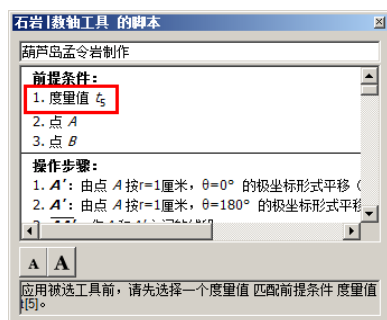 石岩|数轴工具 的脚本
葫芦岛孟令岩制作
前提条件:
1. 度量值 t5
2. 点 A
3. 点 B
操作步骤:
1. A′: 由点 A 按r=1厘米, θ=0° 的极坐标形式平移 (
2. A′: 由点 A 按r=1厘米, θ=180° 的极坐标形式平移
A A
应用被选工具前，请先选择一个度量值 匹配前提条件 度量值
t[5]。